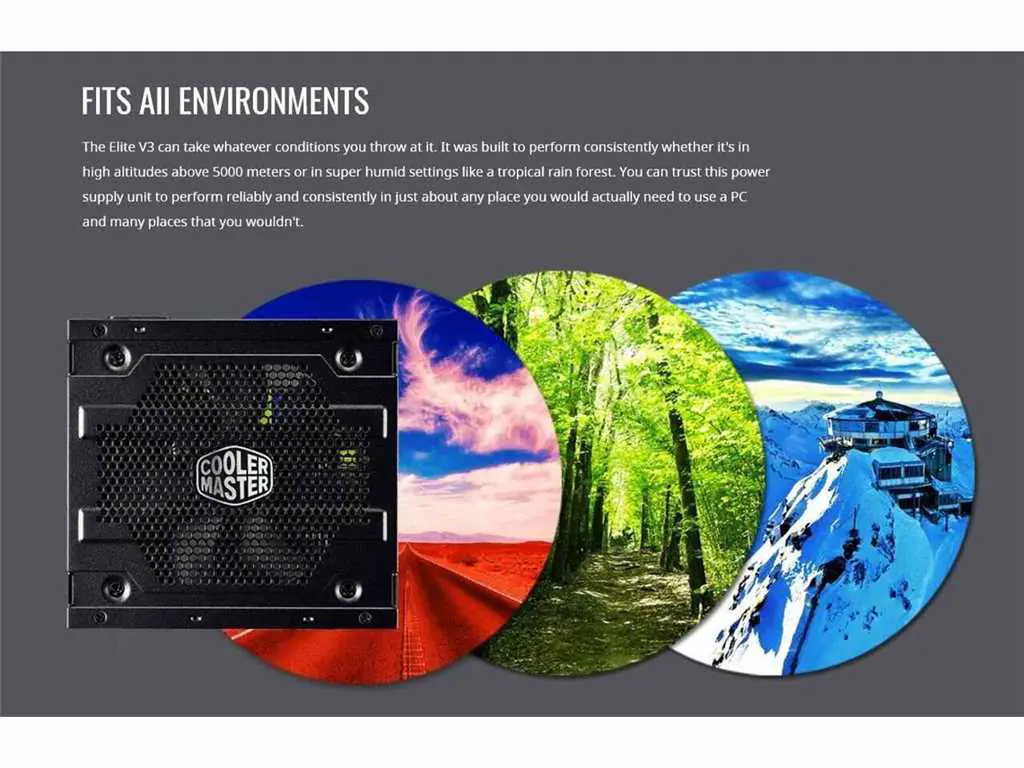 FITS All ENVIRONMENTS
The Elite V3 can take whatever conditions you throw at it. It was built to perform consistently whether it's in
high altitudes above 5000 meters or in super humid settings like a tropical rain forest. You can trust this power
supply unit to perform reliably and consistently in just about any place you would actually need to use a PC
and many places that you wouldn't.
COOLER
MASTER